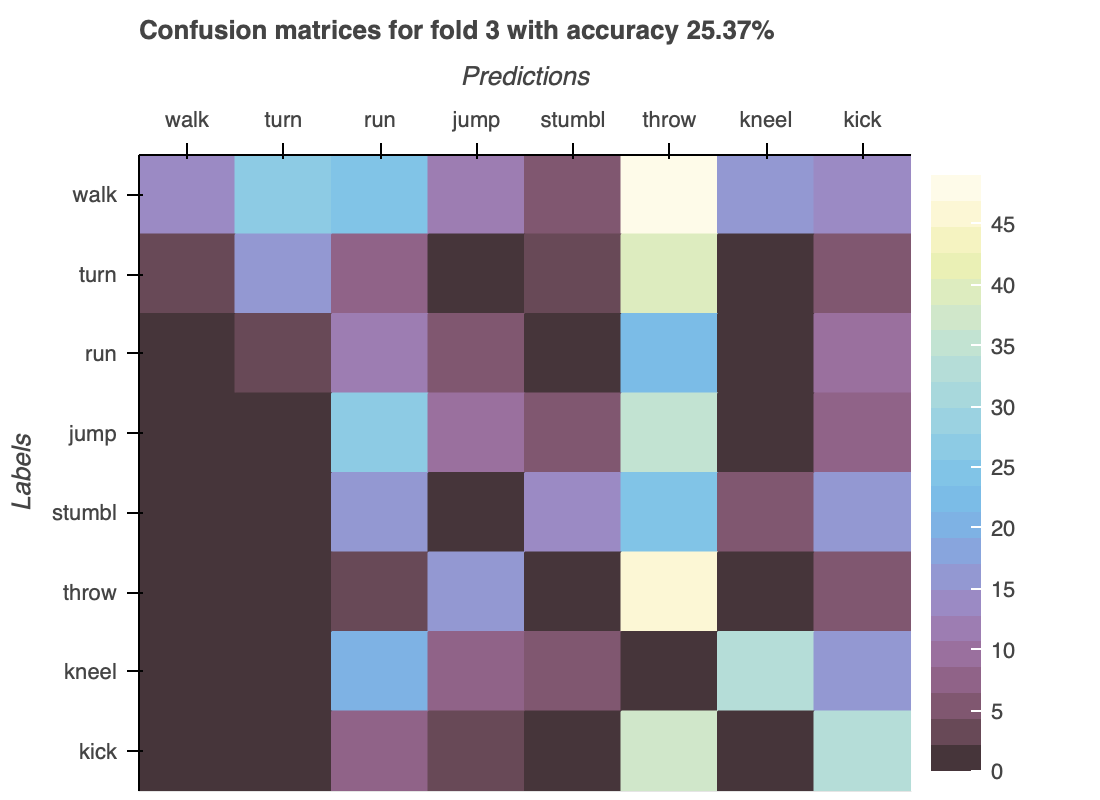 Confusion matrices for fold 3 with accuracy 25.37%
Predictions
walk turn run jump stumbl throw kneel kick
walk
turn
run
jump
stumbl
throw
kneel
kick
Labels
45
40
35
30
25
20
15
10
5
0